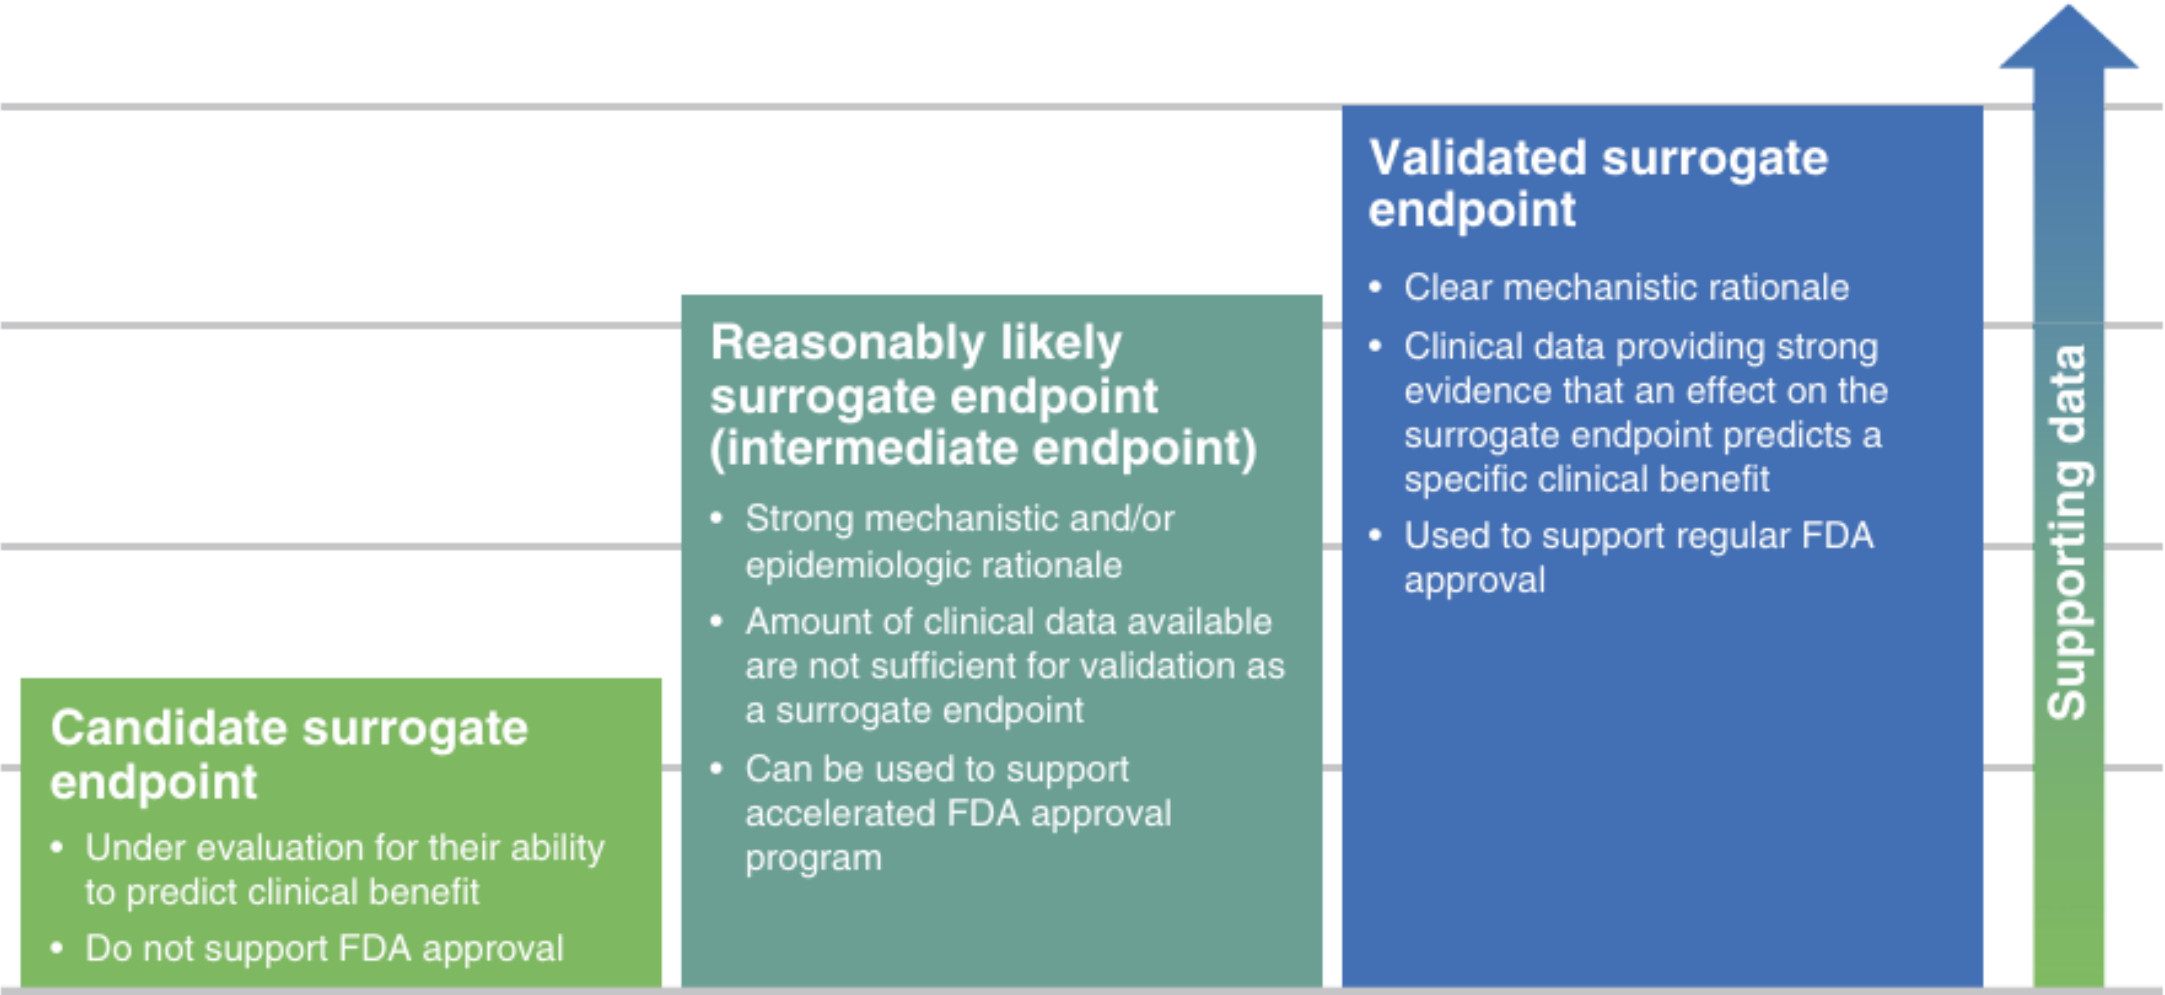 Candidate surrogate
endpoint
• Under evaluation for their ability
to predict clinical benefit
• Do not support FDA approval
Reasonably likely
surrogate endpoint
(intermediate endpoint)
• Strong mechanistic and/or
epidemiologic rationale
• Amount of clinical data available
are not sufficient for validation as
a surrogate endpoint
• Can be used to support
accelerated FDA approval
program
Validated surrogate
endpoint
• Clear mechanistic rationale
• Clinical data providing strong
evidence that an effect on the
surrogate endpoint predicts a
specific clinical benefit
• Used to support regular FDA
approval
Supporting data